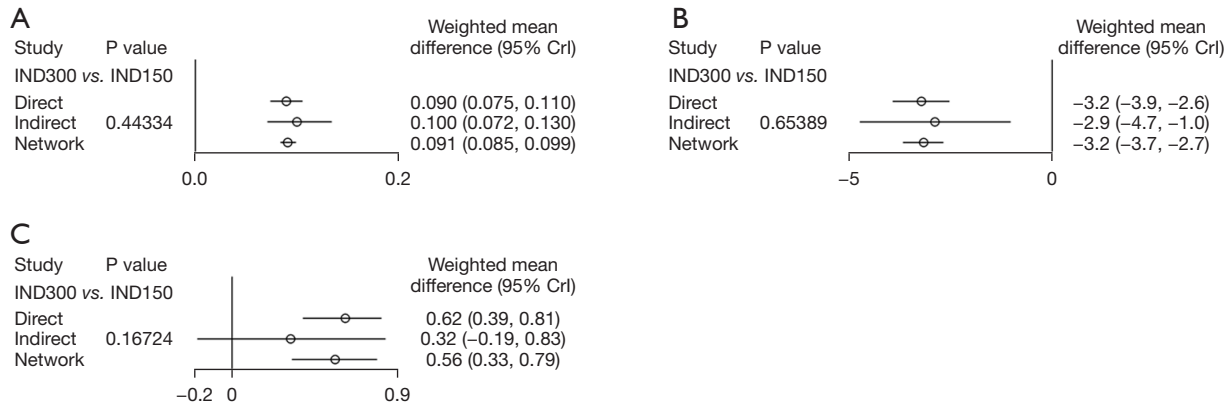 A
Weighted mean
Study P value difference (95% CrI)
IND300 vs. IND150
Direct 0.090 (0.075, 0.110)
Indirect 0.44334 0.100 (0.072, 0.130)
Network 0.091 (0.085, 0.099)
0.0 0.2
B
Weighted mean
Study P value difference (95% CrI)
IND300 vs. IND150
Direct −3.2 (−3.9, −2.6)
Indirect 0.65389 −2.9 (−4.7, −1.0)
Network −3.2 (−3.7, −2.7)
−5 0
C
Study P value Weighted mean
difference (95% CrI)
IND300 vs. IND150
Direct 0.62 (0.39, 0.81)
Indirect 0.16724 0.32 (−0.19, 0.83)
Network 0.56 (0.33, 0.79)
−0.2 0 0.9